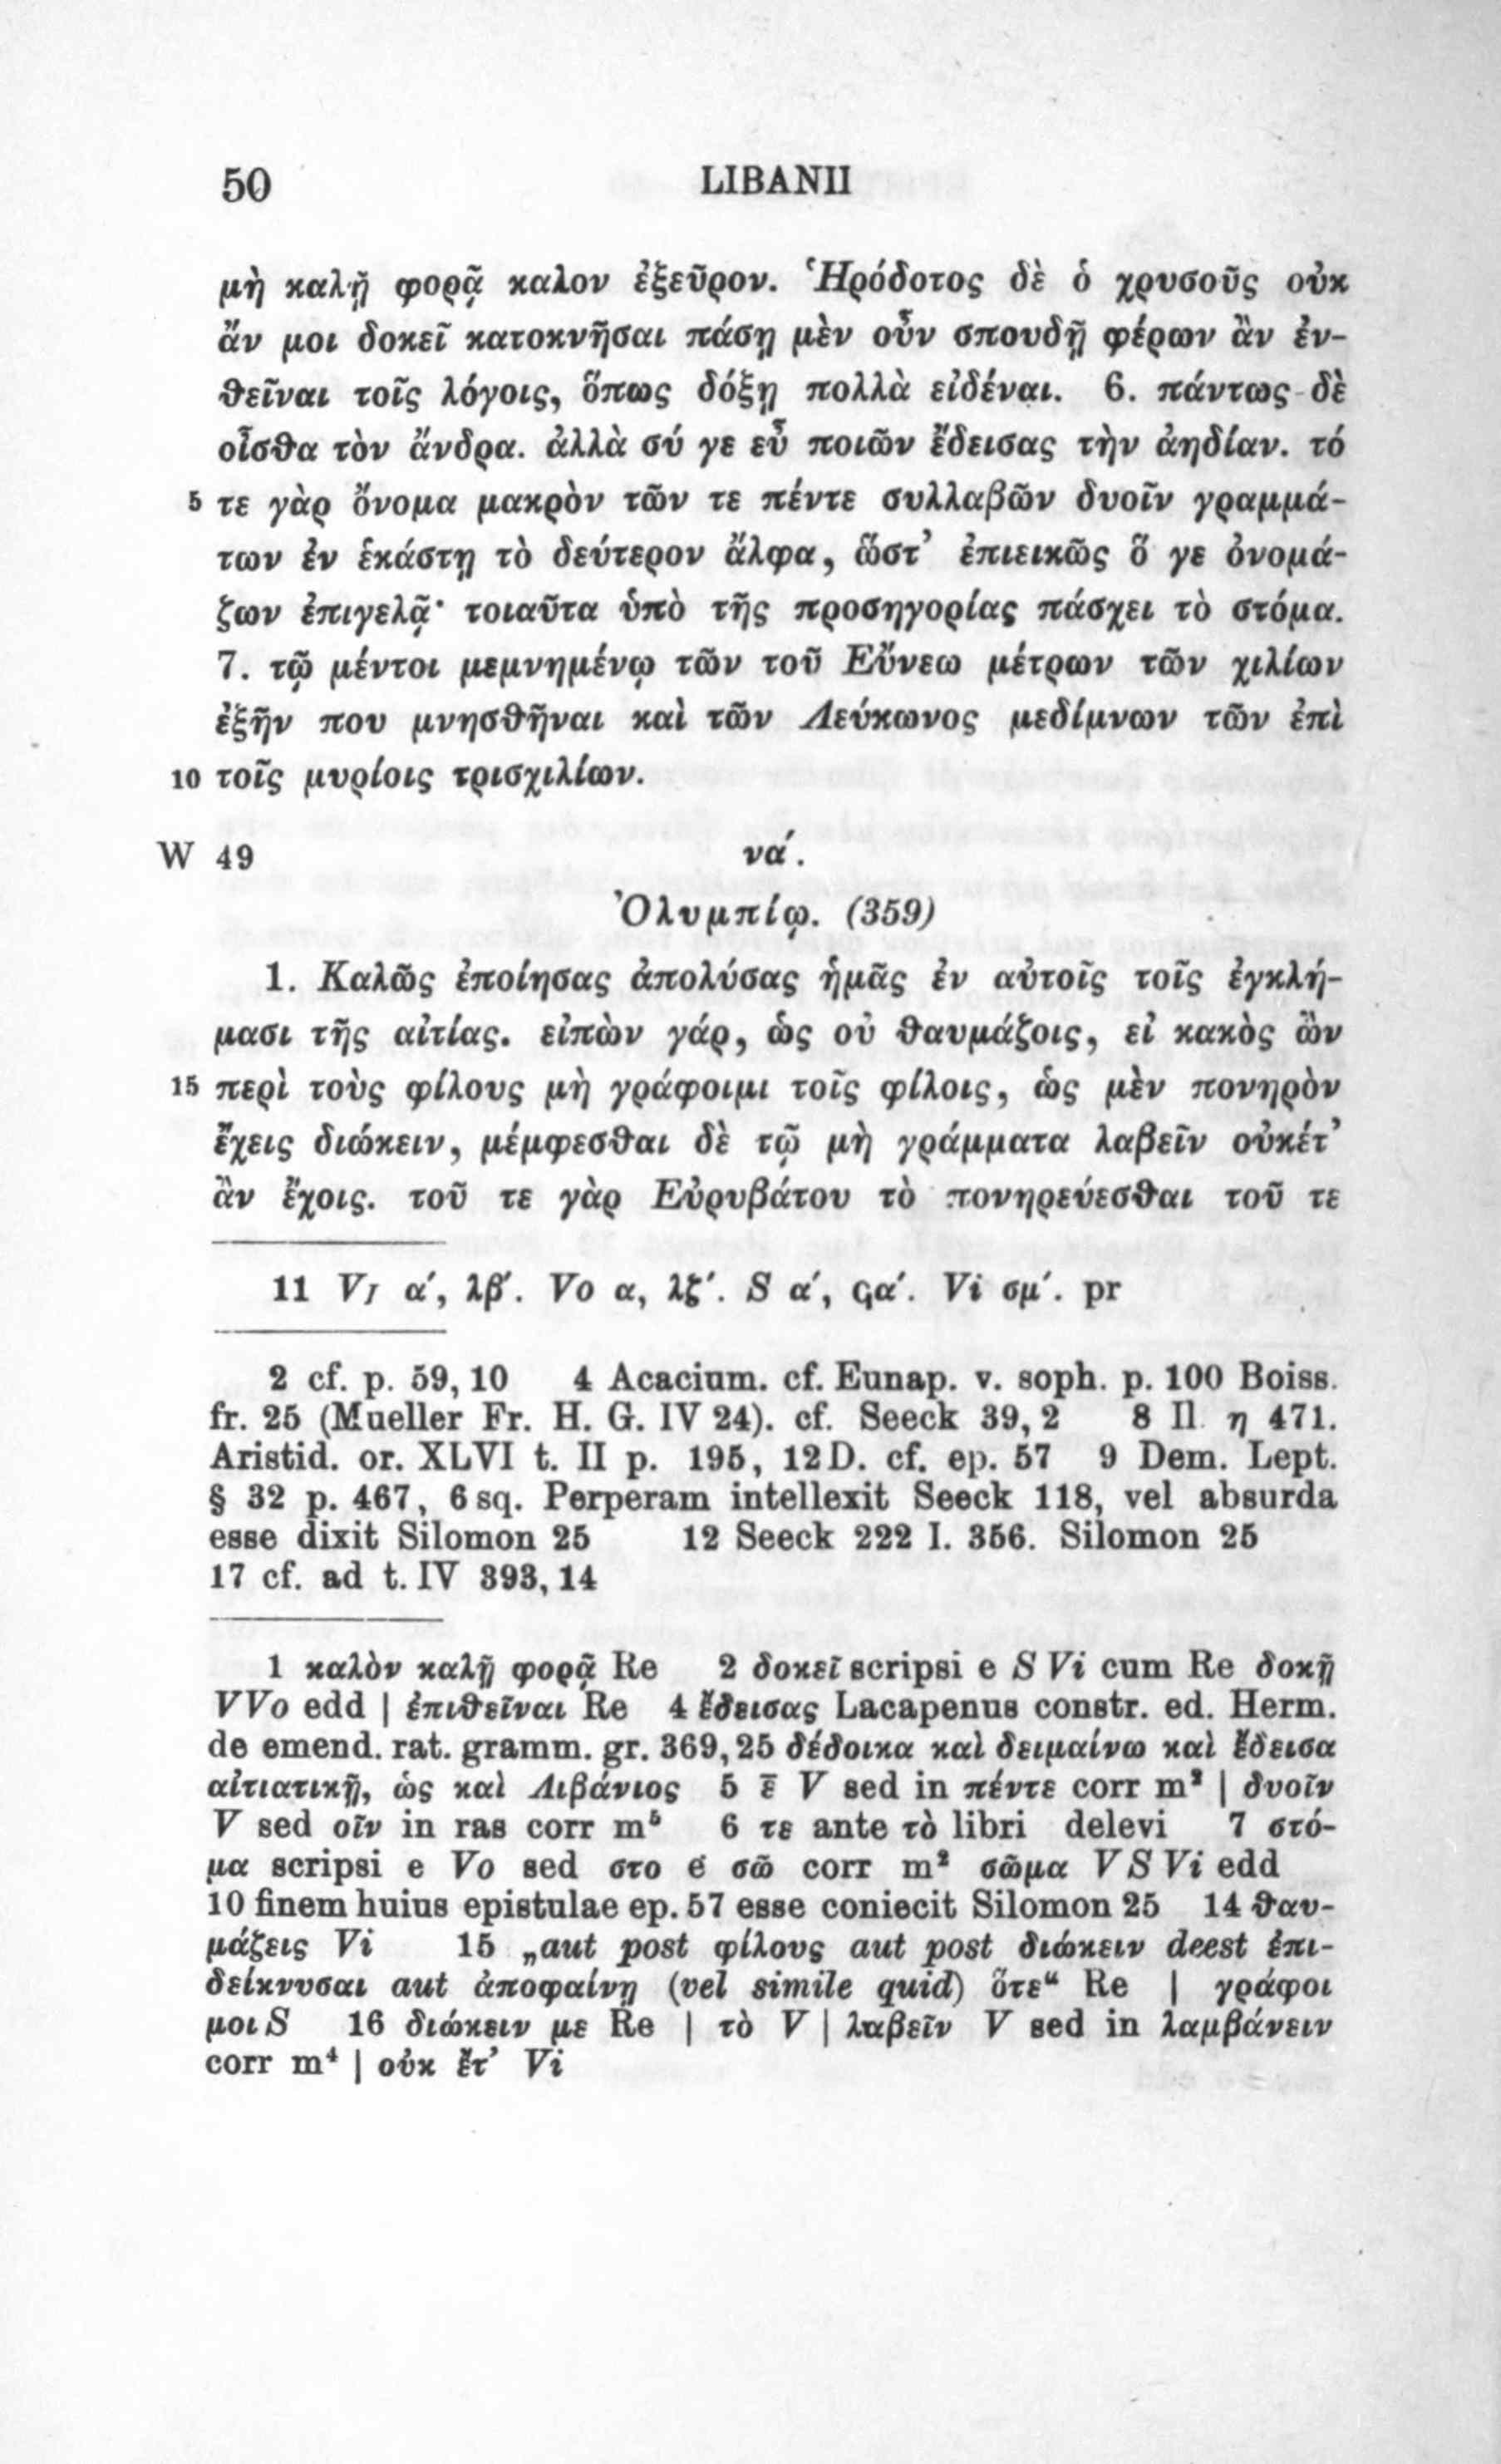 50 LIBANII
μὴ καλῇ φορᾷ καλον ἐξεῦρον. Ἡρόδοτος δὲ ὁ χρυσοῦς οὐκ
ἄν μοι δοκεῖ κατοκνῆσαι πάσῃ μὲν οὖν σπουδῇ φέρων ἂν ἐν-
θεῖναι τοῖς λόγοις, ὅπως δόξῃ πολλὰ εἰδέναι. 6. πάντως δὲ
οἶσθα τὸν ἄνδρα. ἀλλὰ σύ γε εὖ ποιῶν ἔδεισας τὴν ἀηδίαν. τό
5 τε γὰρ ὄνομα μακρὸν τῶν τε πέντε συλλαβῶν δυοῖν γραμμά-
των ἐν ἑκάστῃ τὸ δεύτερον ἄλφα, ὥστ’ ἐπιεικῶς ὅ γε ὀνομά-
ζων ἐπιγελᾷ· τοιαῦτα ὑπὸ τῆς προσηγορίας πάσχει τὸ στόμα.
7. τῷ μέντοι μεμνημένῳ τῶν τοῦ Εὔνεω μέτρων τῶν χιλίων
ἐξῆν που μνησθῆναι καὶ τῶν Λεύκωνος μεδίμνων τῶν ἐπὶ
10 τοῖς μυρίοις τρισχιλίων.
W 49 να′.
Ὀλυμπίῳ. (359)
1. Καλῶς ἐποίησας ἀπολύσας ἡμᾶς ἐν αὐτοῖς τοῖς ἐγκλή-
μασι τῆς αἰτίας. εἰπὼν γάρ, ὡς οὐ θαυμάζοις, εἰ κακὸς ὢν
15 περὶ τοὺς φίλους μὴ γράφοιμι τοῖς φίλοις, ὡς μὲν πονηρὸν
ἔχεις διώκειν, μέμφεσθαι δὲ τῷ μὴ γράμματα λαβεῖν οὐκέτ’
ἂν ἔχοις. τοῦ τε γὰρ Εὐρυβάτου τὸ πονηρεύεσθαι τοῦ τε
11 VI α′, λβ′. Vo α, λζ′. S α′, ϟα′. Vi σμ′. pr
2 cf. p. 59, 10 4 Acacium. cf. Eunap. v. soph. p. 100 Boiss.
fr. 25 (Mueller Fr. H. G. IV 24). cf. Seeck 39, 2 8 Il. η 471.
Aristid. or. XLVI t. II p. 195, 12 D. cf. ep. 57 9 Dem. Lept.
§ 32 p. 467, 6 sq. Perperam intellexit Seeck 118, vel absurda
esse dixit Silomon 25 12 Seeck 222 I. 356. Silomon 25
17 cf. ad t. IV 393, 14
1 καλὸν καλῇ φορᾷ Re 2 δοκεῖ scripsi e S Vi cum Re δοκῇ
V Vo edd | ἐπιθεῖναι Re 4 ἔδεισας Lacapenus constr. ed. Herm.
de emend. rat. gramm. gr. 369, 25 δέδοικα καὶ δειμαίνω καὶ ἔδεισα
αἰτιατικῇ, ὡς καὶ Λιβάνιος 5 ε̄ V sed in πέντε corr m² | δυοῖν
V sed οῖν in ras corr m⁵ 6 τε ante τὸ libri delevi 7 στό-
μα scripsi e Vo sed στο e σῶ corr m² σῶμα V S Vi edd
10 finem huius epistulae ep. 57 esse coniecit Silomon 25 14 θαυ-
μάζεις Vi 15 „aut post φίλους aut post διώκειν deest ἐπι-
δείκνυσαι aut ἀποφαίνῃ (vel simile quid) ὅτε“ Re | γράφοι
μοι S 16 διώκειν με Re | τὸ V | λαβεῖν V sed in λαμβάνειν
corr m⁴ | οὐκ ἔτ’ Vi